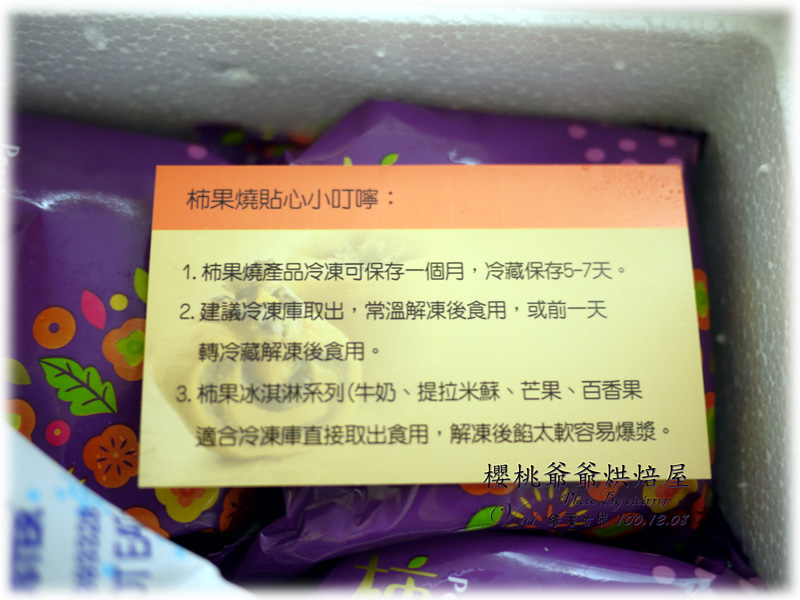 柿果燒貼心小叮嚀：
1. 柿果燒產品冷凍可保存一個月，冷藏保存5-7天。
2. 建議冷凍庫取出，常溫解凍後食用，或前一天
轉冷藏解凍後食用。
3. 柿果冰淇淋系列(牛奶、提拉米蘇、芒果、百香果
適合冷凍庫直接取出食用，解凍後餡太軟容易爆漿。
櫻桃爺爺烘焙屋
100.12.08
柿